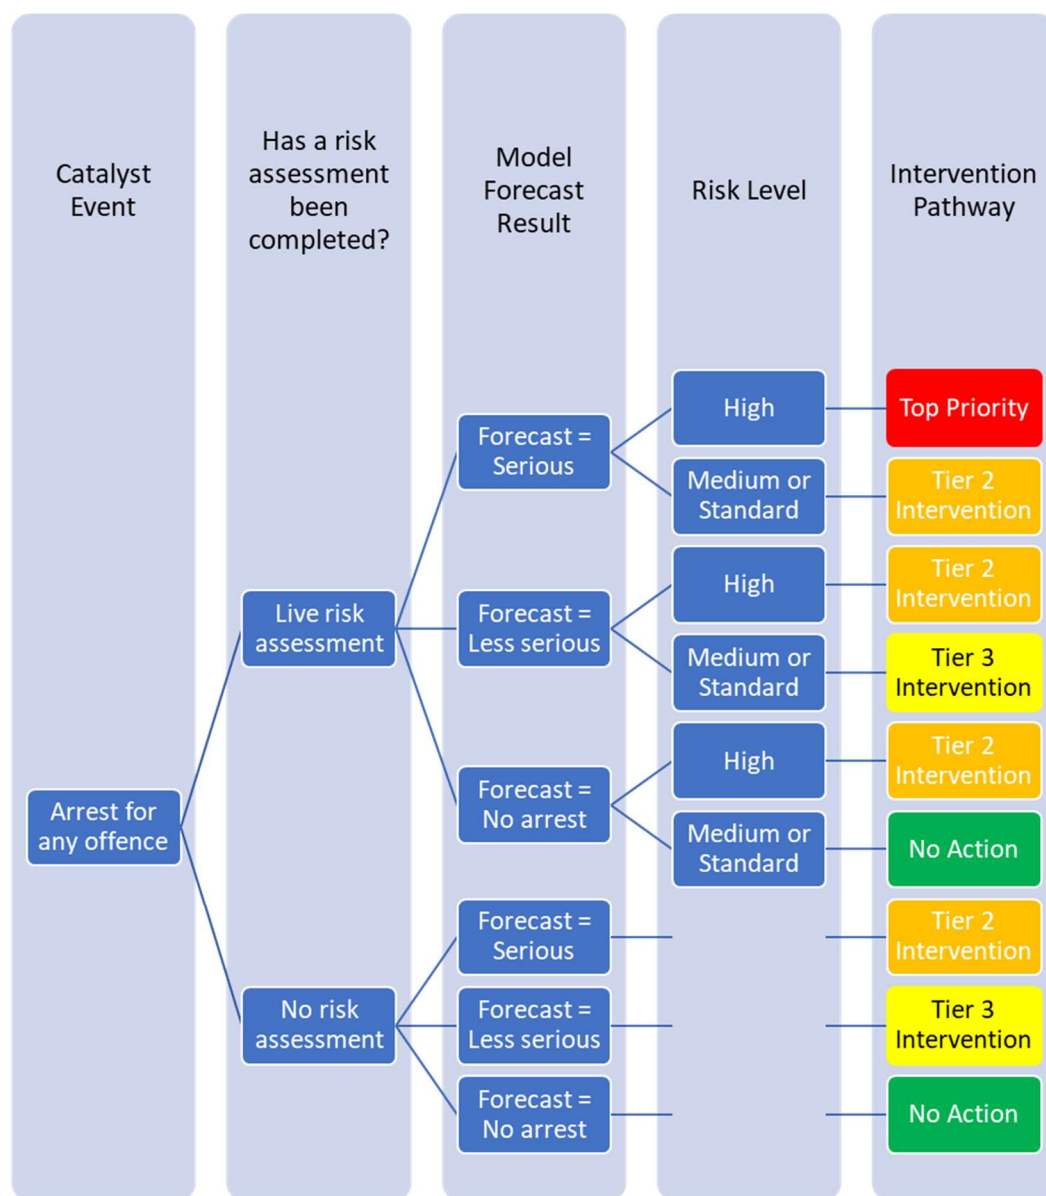 Catalyst
Event
Has a risk
assessment
been
completed?
Model
Forecast
Result
Risk Level
Intervention
Pathway
Arrest for
any offence
Live risk
assessment
No risk
assessment
Forecast =
Serious
Forecast =
Less serious
Forecast =
No arrest
Forecast =
Serious
Forecast =
Less serious
Forecast =
No arrest
High
Medium or
Standard
High
Medium or
Standard
High
Medium or
Standard
Top Priority
Tier 2
Intervention
Tier 2
Intervention
Tier 3
Intervention
Tier 2
Intervention
No Action
Tier 2
Intervention
Tier 3
Intervention
No Action